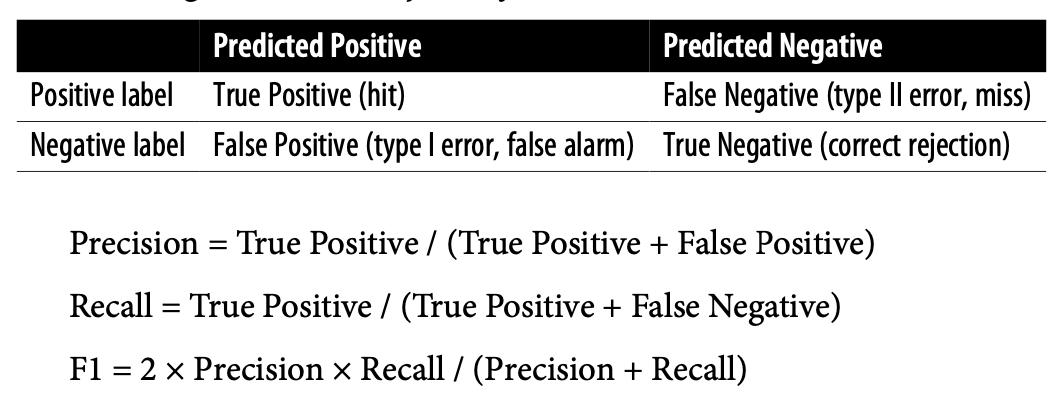 Predicted Positive Predicted Negative
Positive label True Positive (hit) False Negative (type II error, miss)
Negative label False Positive (type I error, false alarm) True Negative (correct rejection)
Precision = True Positive / (True Positive + False Positive)
Recall = True Positive / (True Positive + False Negative)
F1 = 2 × Precision × Recall / (Precision + Recall)